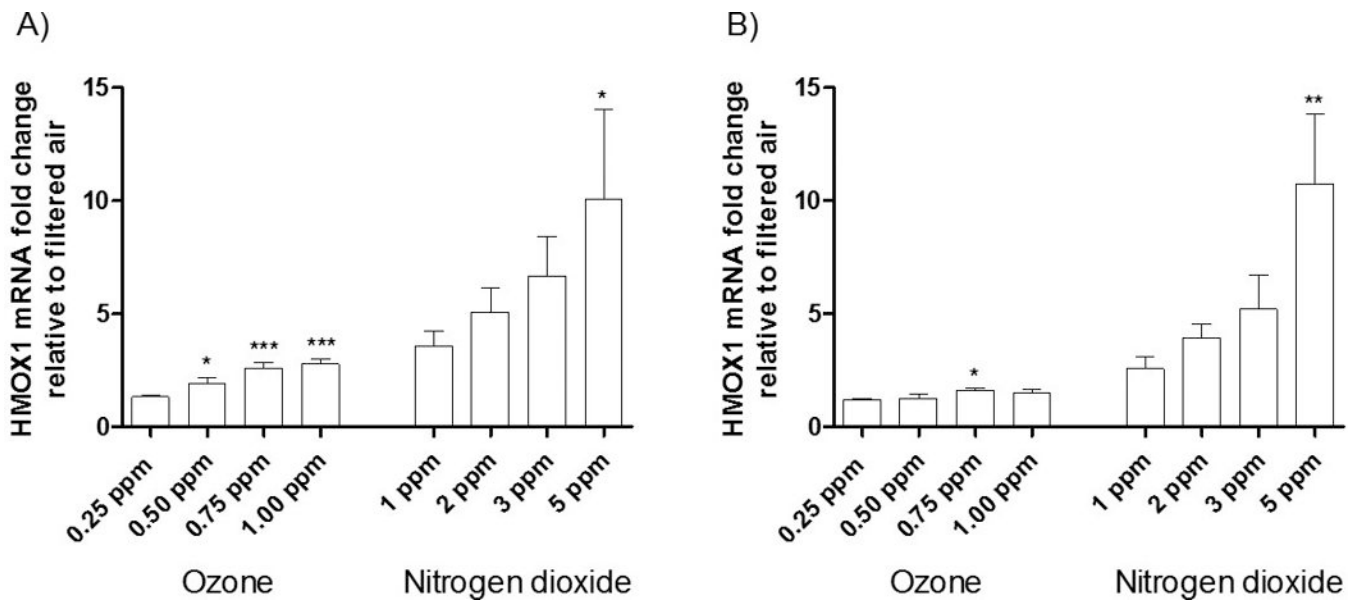 A)
HMOX1 mRNA fold change
relative to filtered air
15
10
5
0
*
***
***
*
0.25 ppm
0.50 ppm
0.75 ppm
1.00 ppm
1 ppm
2 ppm
3 ppm
5 ppm
Ozone
Nitrogen dioxide
B)
HMOX1 mRNA fold change
relative to filtered air
15
10
5
0
*
**
0.25 ppm
0.50 ppm
0.75 ppm
1.00 ppm
1 ppm
2 ppm
3 ppm
5 ppm
Ozone
Nitrogen dioxide